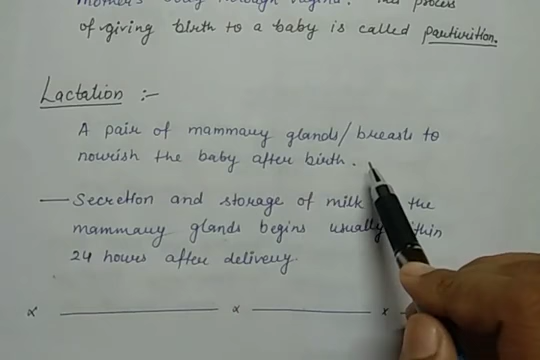 mother's body through vagina. This process
of giving birth to a baby is called Parturition.
Lactation :-
A pair of mammary glands/breasts to
nourish the baby after birth.
— Secretion and storage of milk the
mammary glands begins usually within
24 hours after delivery.